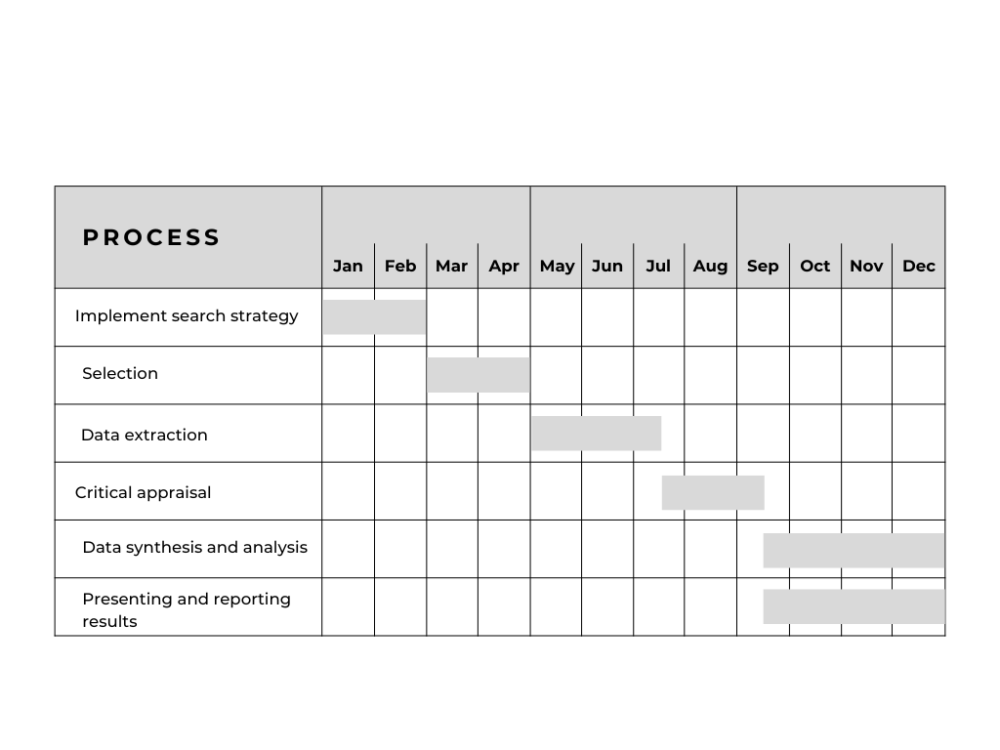 PROCESS
Jan Feb Mar Apr May Jun Jul Aug Sep Oct Nov Dec
Implement search strategy
Selection
Data extraction
Critical appraisal
Data synthesis and analysis
Presenting and reporting
results